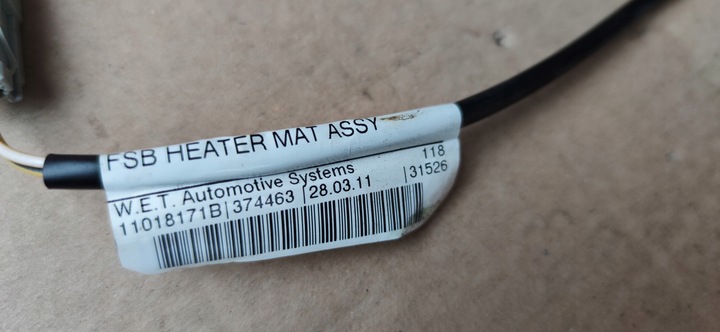 FSB HEATER MAT ASSY
W.E.T. Automotive Systems 118
11018171B|374463 |28.03.11 |31526